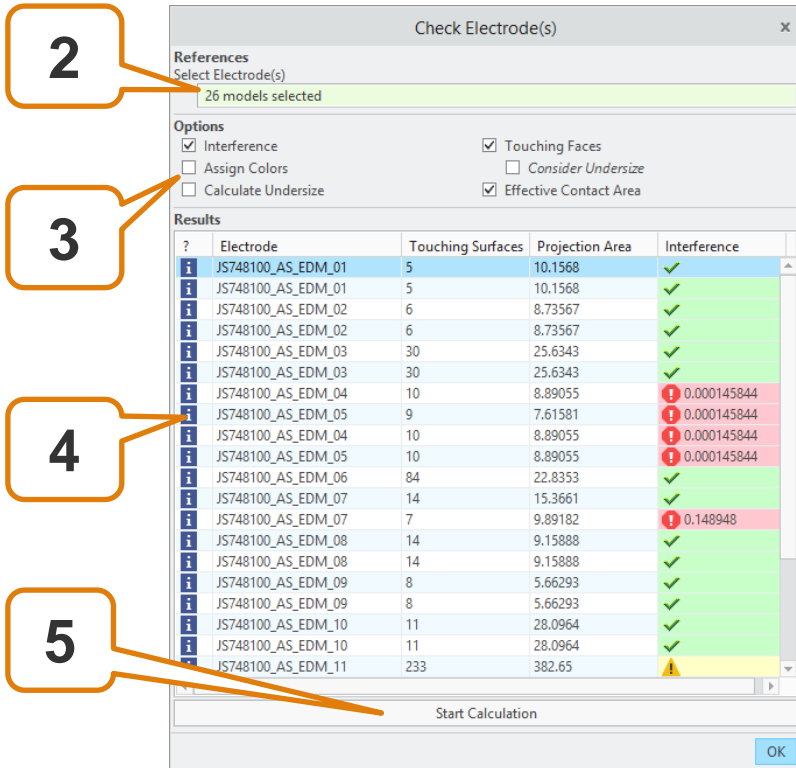 Check Electrode(s) x
2
References
Select Electrode(s)
26 models selected
Options
Interference Touching Faces
Assign Colors Consider Undersize
Calculate Undersize Effective Contact Area
3
Results
? Electrode Touching Surfaces Projection Area Interference
i JS748100_AS_EDM_01 5 10.1568
i JS748100_AS_EDM_01 5 10.1568
i JS748100_AS_EDM_02 6 8.73567
i JS748100_AS_EDM_02 6 8.73567
i JS748100_AS_EDM_03 30 25.6343
i JS748100_AS_EDM_03 30 25.6343
i JS748100_AS_EDM_04 10 8.89055 ! 0.000145844
i JS748100_AS_EDM_05 9 7.61581 ! 0.000145844
i JS748100_AS_EDM_04 10 8.89055 ! 0.000145844
i JS748100_AS_EDM_05 10 8.89055 ! 0.000145844
4
i JS748100_AS_EDM_06 84 22.8353
i JS748100_AS_EDM_07 14 15.3661
i JS748100_AS_EDM_07 7 9.89182 ! 0.148948
i JS748100_AS_EDM_08 14 9.15888
i JS748100_AS_EDM_08 14 9.15888
i JS748100_AS_EDM_09 8 5.66293
i JS748100_AS_EDM_09 8 5.66293
i JS748100_AS_EDM_10 11 28.0964
i JS748100_AS_EDM_10 11 28.0964
JS748100_AS_EDM_11 233 382.65 !
5
Start Calculation
OK